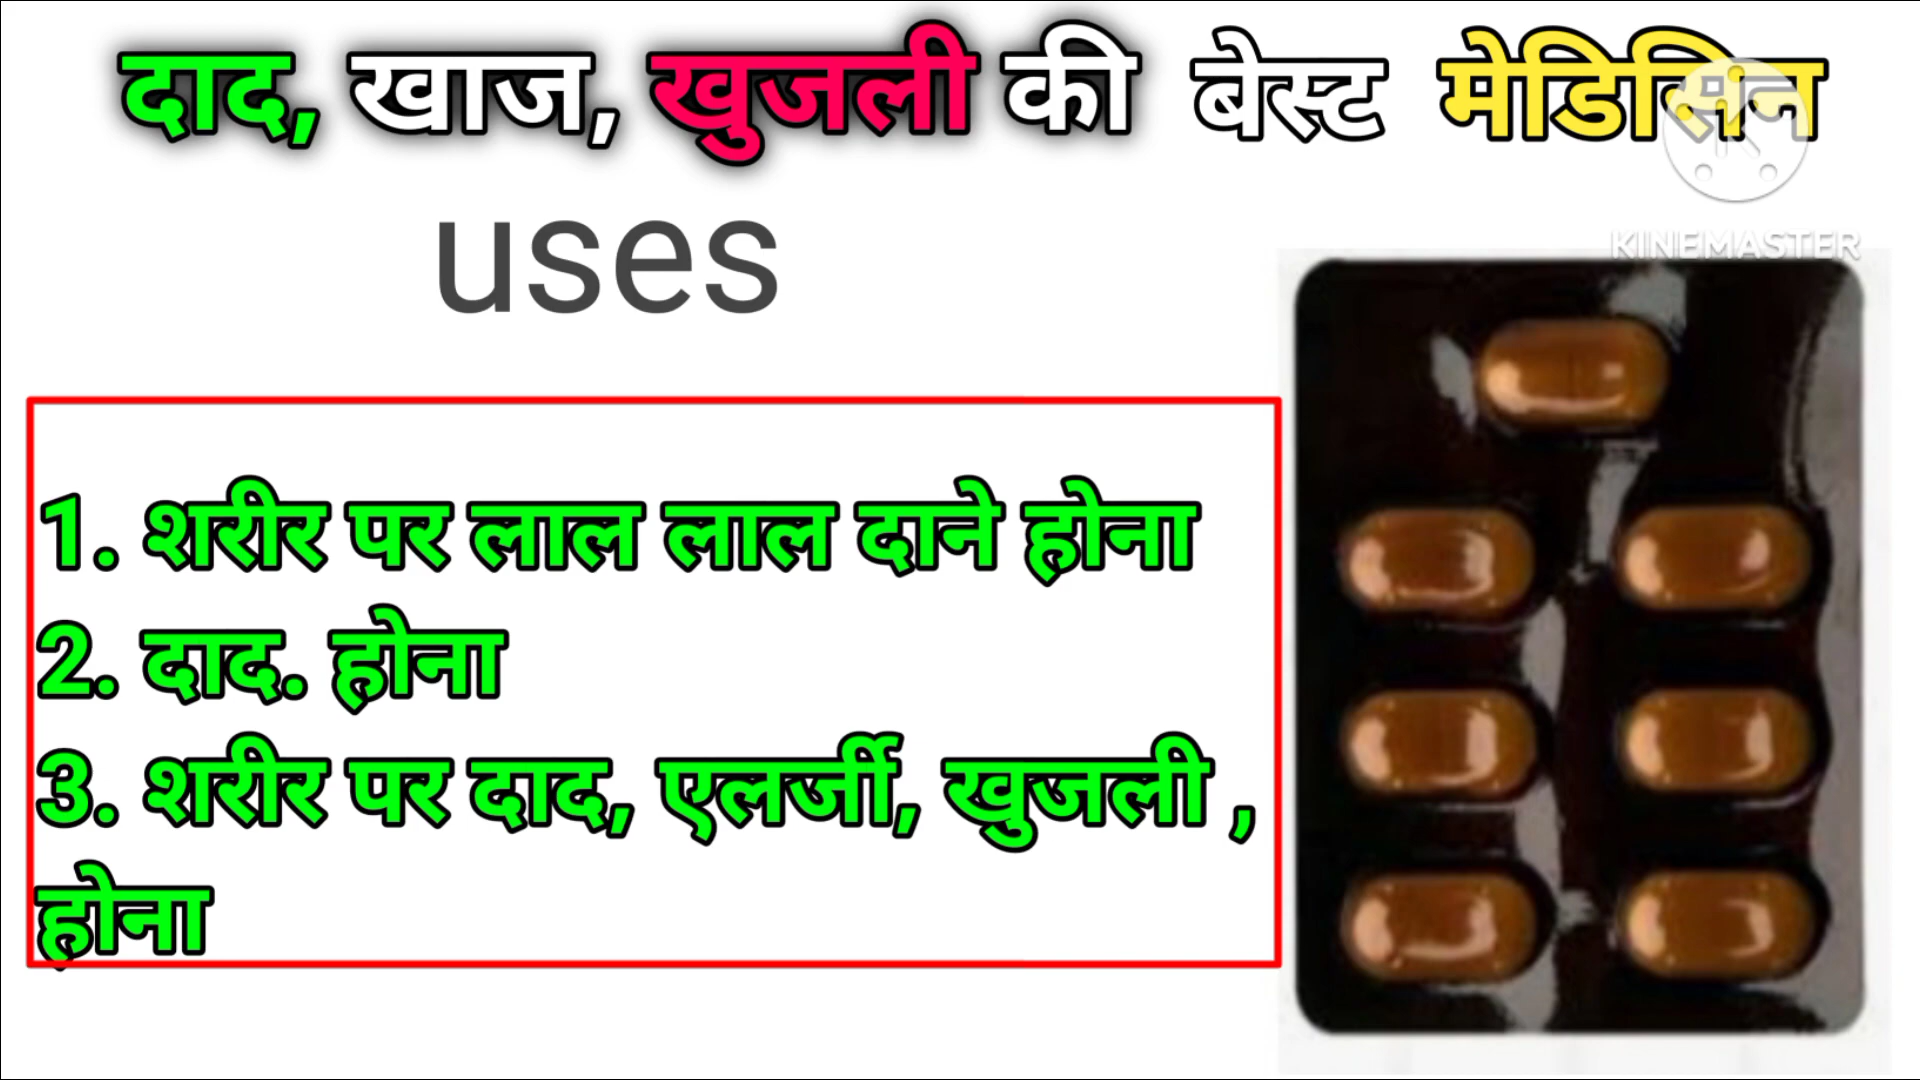 दाद, खाज, खुजली की बेस्ट मेडिसिन
KINEMASTER
uses
1. शरीर पर लाल लाल दाने होना
2. दाद. होना
3. शरीर पर दाद, एलर्जी, खुजली ,
होना